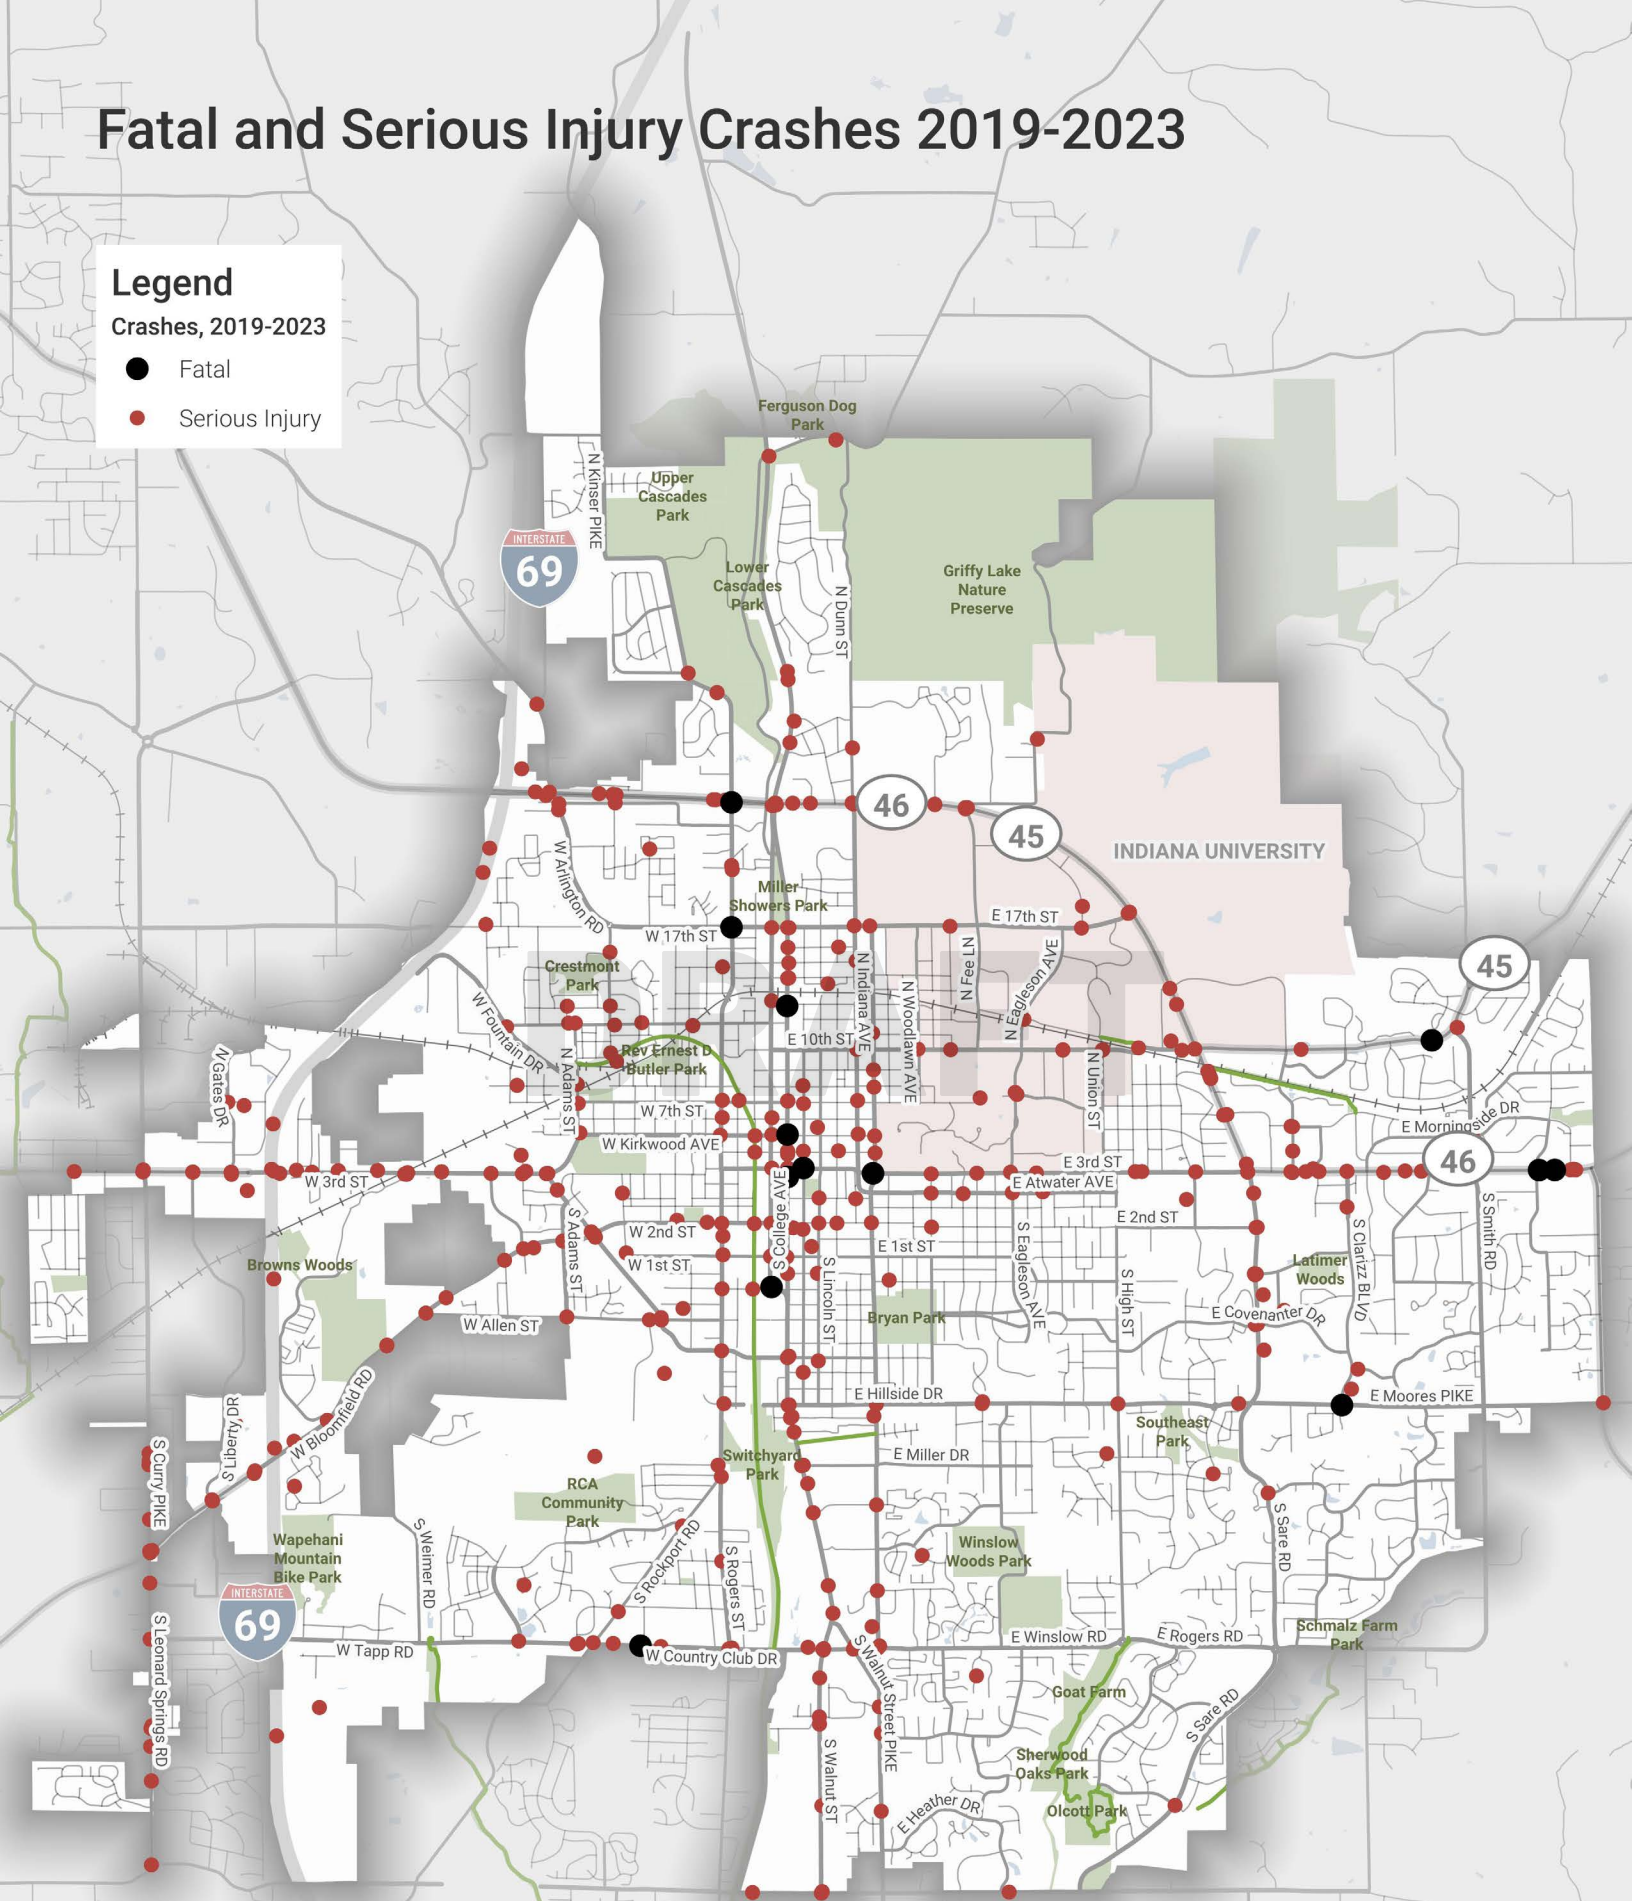 Fatal and Serious Injury Crashes 2019-2023
Legend
Crashes, 2019-2023
Fatal
Serious Injury
Ferguson Dog
Park
N Kinser PIKE
Upper
Cascades
Park
INTERSTATE
69
Lower
Cascades
Park
N Dunn ST
Griffy Lake
Nature
Preserve
46
45
INDIANA UNIVERSITY
W Arlington RD
Miller
Showers Park
E 17th ST
W 17th ST
45
Crestmont
Park
N Indiana AVE
N Fee LN
N Eagleson AVE
N Woodlawn AVE
DRAFT
W Fountain DR
E 10th ST
Rev Ernest D
Butler Park
N Gates DR
N Adams ST
N Union ST
W 7th ST
E Morningside DR
W Kirkwood AVE
46
E 3rd ST
W 3rd ST
E Atwater AVE
S College AVE
S Adams ST
E 2nd ST
W 2nd ST
S Eagleson AVE
S Clarizz BLVD
S Smith RD
E 1st ST
W 1st ST
Browns Woods
S Lincoln ST
Latimer
Woods
S High ST
Bryan Park
E Covenanter DR
W Allen ST
E Hillside DR
E Moores PIKE
S Liberty DR
W Bloomfield RD
Southeast
Park
S Curry PIKE
Switchyard
Park
E Miller DR
RCA
Community
Park
Wapehani
Mountain
Bike Park
S Weimer RD
S Rockport RD
S Rogers ST
Winslow
Woods Park
S Sare RD
INTERSTATE
69
S Leonard Springs RD
Schmalz Farm
Park
E Winslow RD
E Rogers RD
W Tapp RD
W Country Club DR
S Walnut Street PIKE
Goat Farm
S Sare RD
S Walnut ST
Sherwood
Oaks Park
Olcott Park
E Heather DR